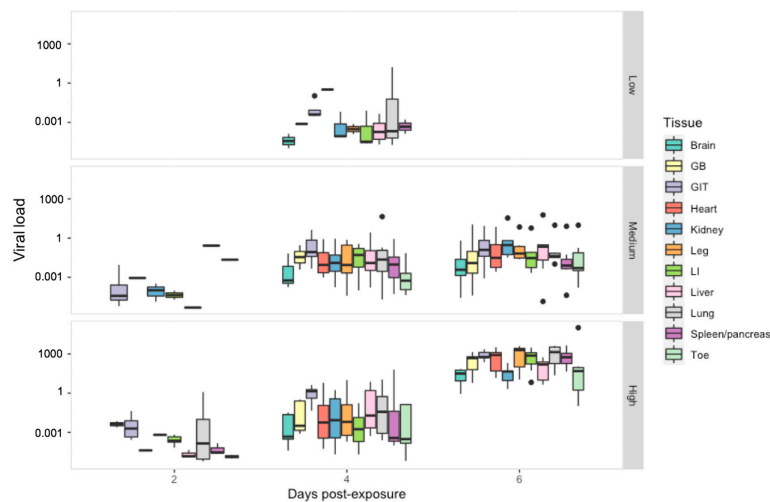 1000
1
0.001
Low
1000
1
0.001
Medium
1000
1
0.001
High
Viral load
2 4 6
Days post-exposure
Tissue
Brain
GB
GIT
Heart
Kidney
Leg
LI
Liver
Lung
Spleen/pancreas
Toe